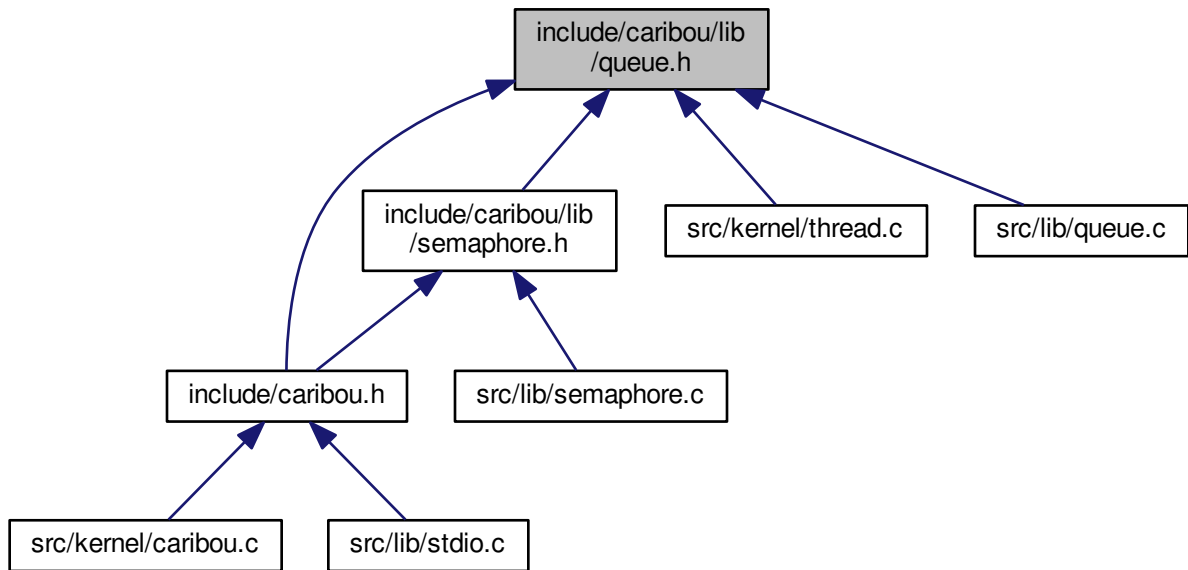 include/caribou/lib
/queue.h
include/caribou/lib
/semaphore.h
src/kernel/thread.c
src/lib/queue.c
include/caribou.h
src/lib/semaphore.c
src/kernel/caribou.c
src/lib/stdio.c